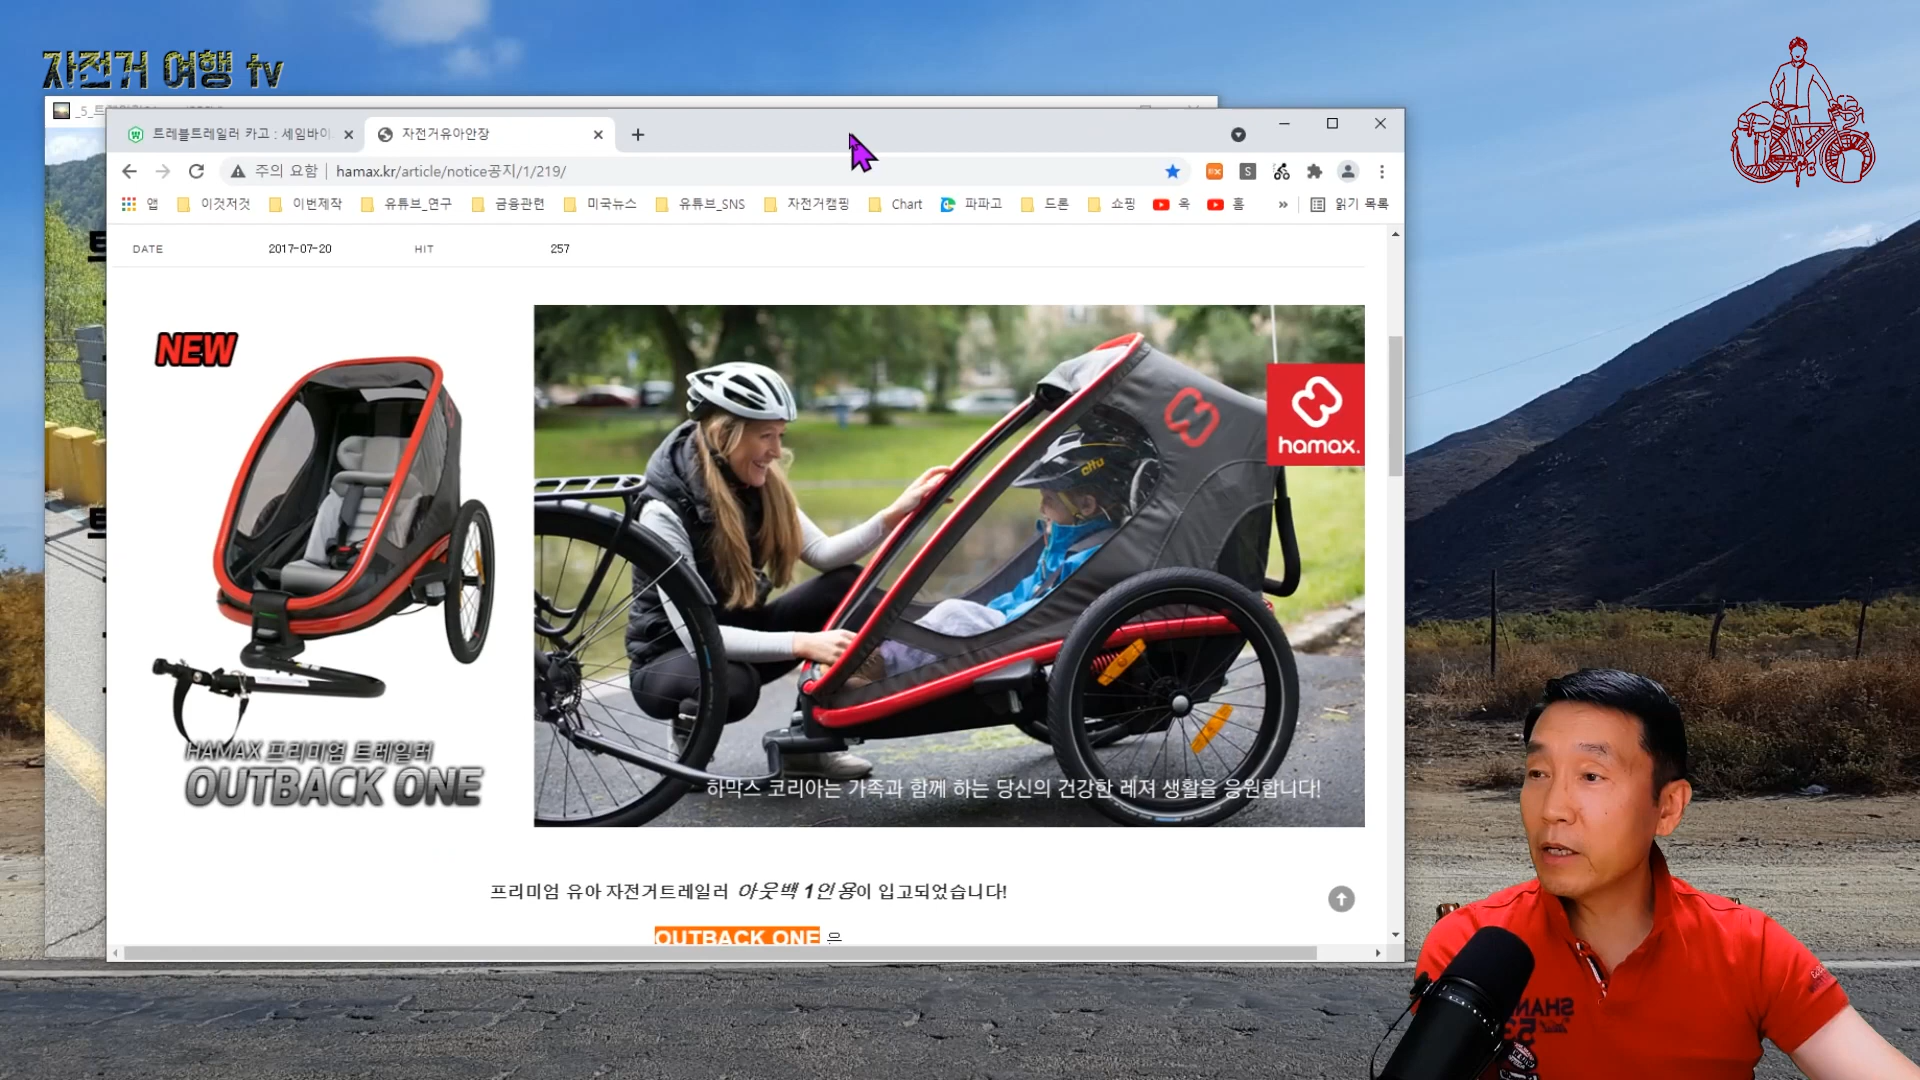 자전거 여행 tv
_5_트
트레블트레일러 카고 : 세임바이
자전거유아안장
주의 요함
hamax.kr/article/notice공지/1/219/
앱
이것저것
이번제작
유튜브_연구
금융관련
미국뉴스
유튜브_SNS
자전거캠핑
Chart
파파고
드론
쇼핑
옥
홈
»
읽기 목록
DATE
2017-07-20
HIT
257
NEW
HAMAX 프리미엄 트레일러
OUTBACK ONE
hamax.
하막스 코리아는 가족과 함께 하는 당신의 건강한 레져 생활을 응원합니다!
프리미엄 유아 자전거트레일러 아웃백 1인용이 입고되었습니다!
OUTBACK ONE 은